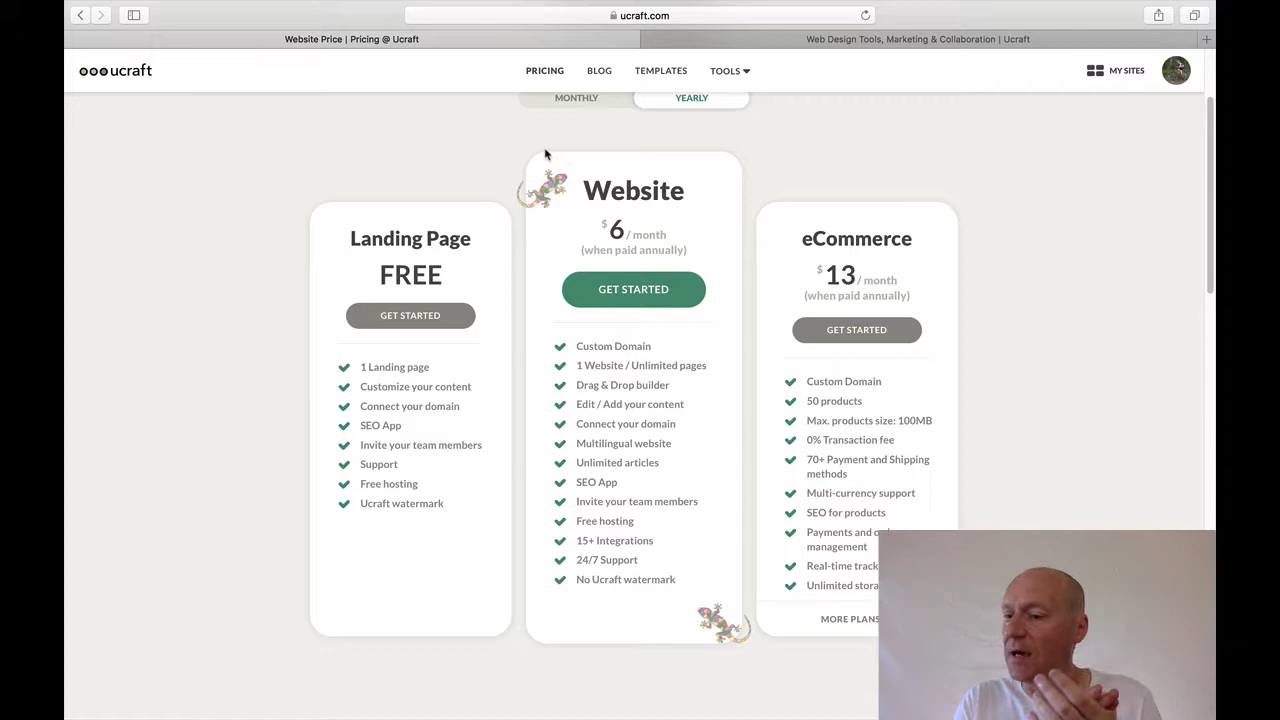 ucraft.com
Website Price | Pricing @ Ucraft
Web Design Tools, Marketing & Collaboration | Ucraft
ucraft
PRICING
BLOG
TEMPLATES
TOOLS
MY SITES
MONTHLY
YEARLY
Landing Page
FREE
GET STARTED
1 Landing page
Customize your content
Connect your domain
SEO App
Invite your team members
Support
Free hosting
Ucraft watermark
Website
$6 / month
(when paid annually)
GET STARTED
Custom Domain
1 Website / Unlimited pages
Drag & Drop builder
Edit / Add your content
Connect your domain
Multilingual website
Unlimited articles
SEO App
Invite your team members
Free hosting
15+ Integrations
24/7 Support
No Ucraft watermark
eCommerce
$13 / month
(when paid annually)
GET STARTED
Custom Domain
50 products
Max. products size: 100MB
0% Transaction fee
70+ Payment and Shipping
methods
Multi-currency support
SEO for products
Payments and
management
Real-time
Unlimited
MORE PLANS